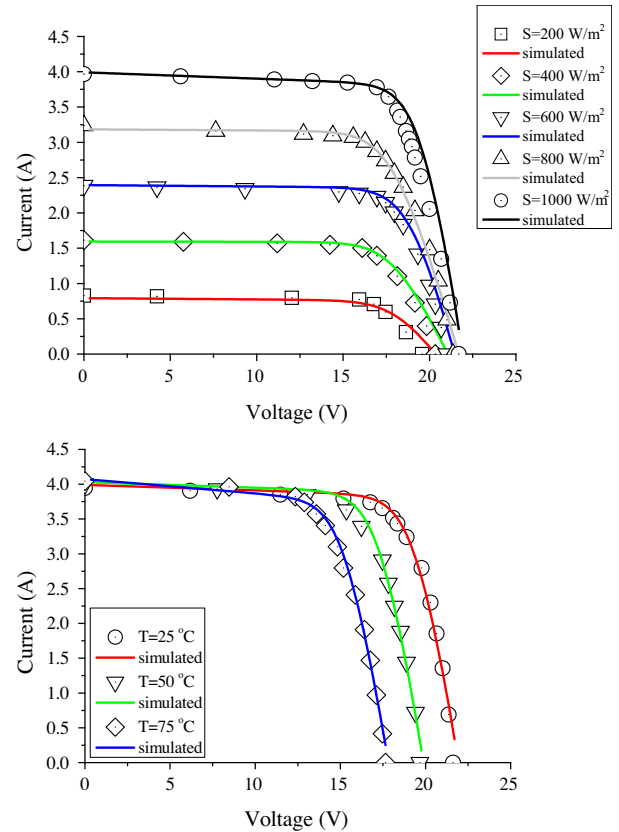 S=200 W/m²
simulated
S=400 W/m²
simulated
S=600 W/m²
simulated
S=800 W/m²
simulated
S=1000 W/m²
simulated
4.5
4.0
3.5
3.0
2.5
2.0
1.5
1.0
0.5
0.0
Current (A)
0 5 10 15 20 25
Voltage (V)
4.5
4.0
3.5
3.0
2.5
2.0
1.5
1.0
0.5
0.0
Current (A)
T=25 °C
simulated
T=50 °C
simulated
T=75 °C
simulated
0 5 10 15 20 25
Voltage (V)